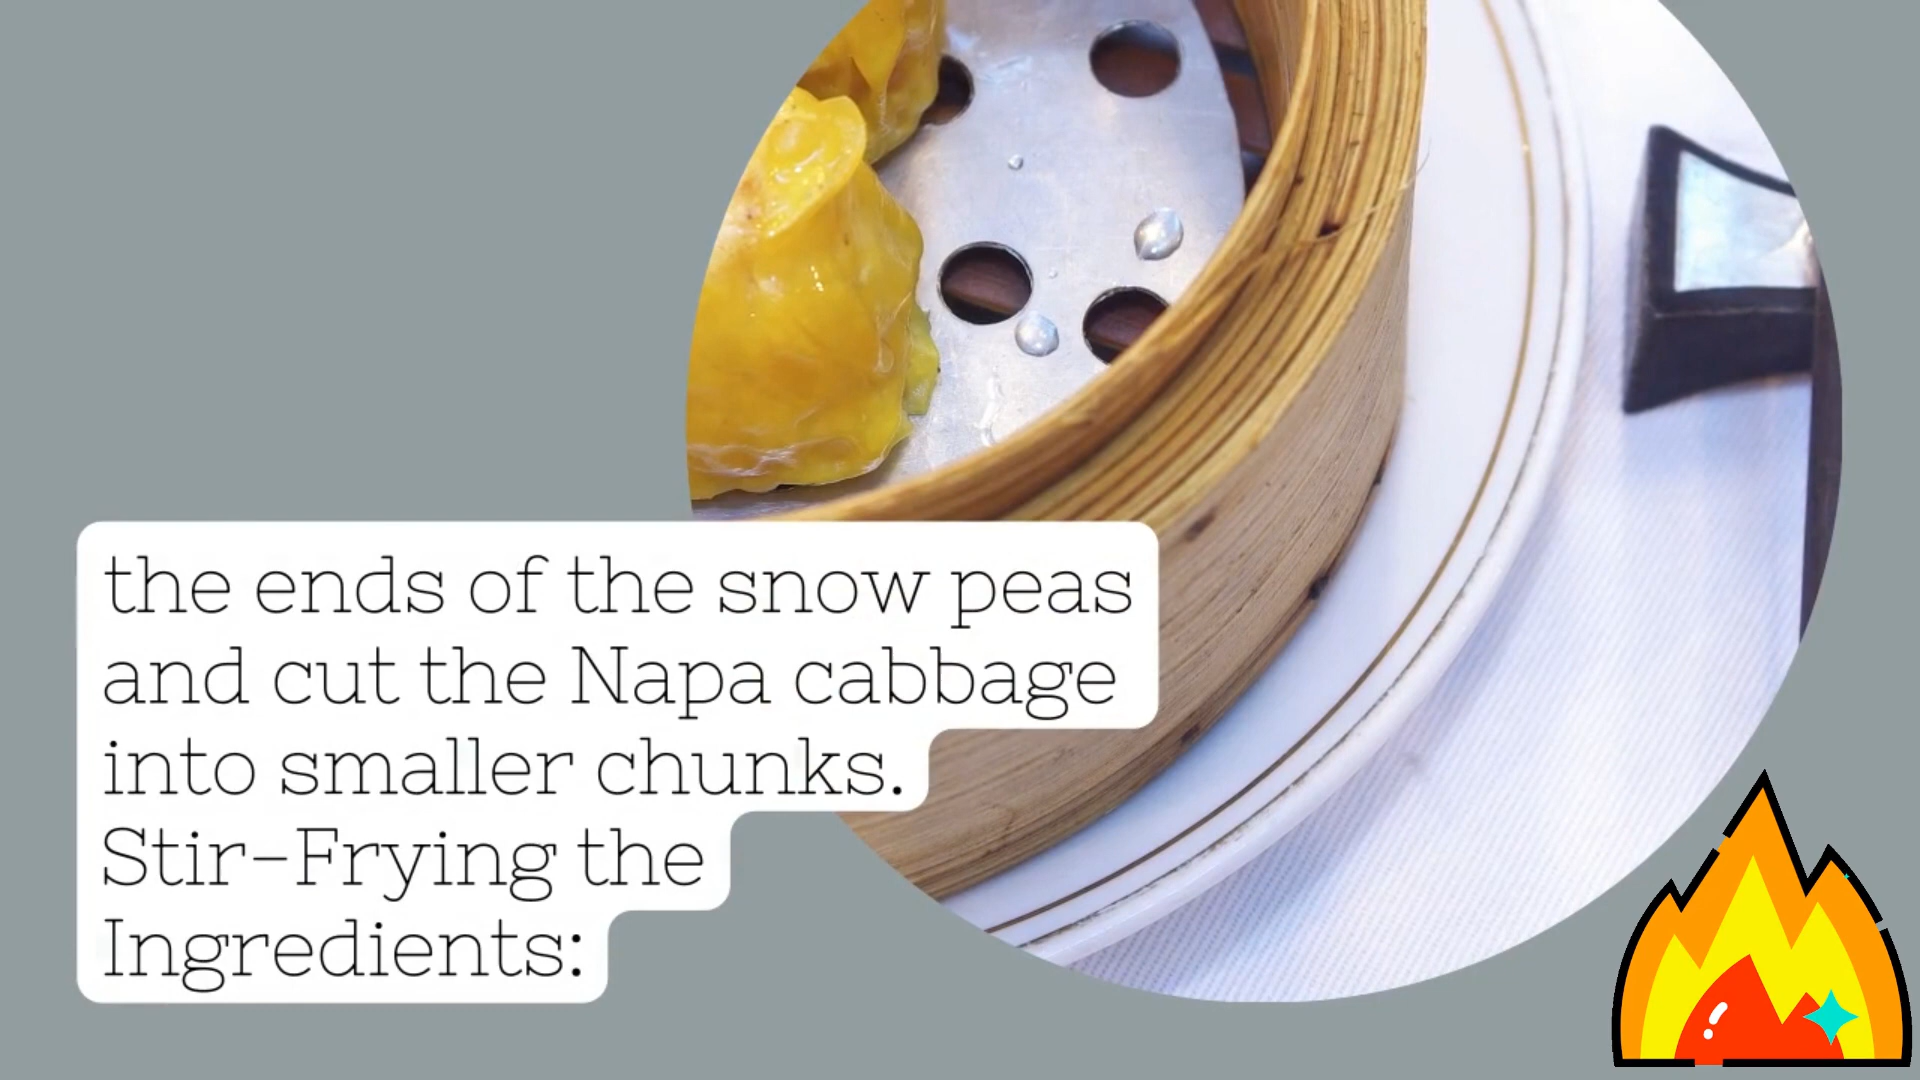 the ends of the snow peas
and cut the Napa cabbage
into smaller chunks.
Stir-Frying the
Ingredients: